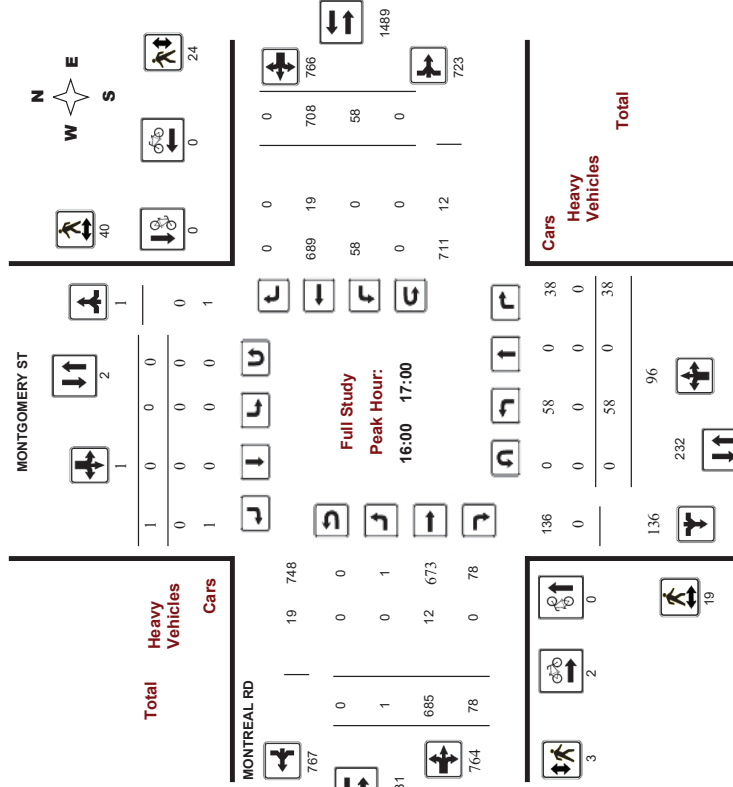 N
W E
S
24
0
40
0
MONTGOMERY ST
1
2
1
0 1
1 0 0 0
0 0 0 0
1 0 0 0
Total
Heavy
Vehicles
Cars
1489
766
723
0 708 58 0
0 19 0 0 12
0 689 58 0 711
Full Study
Peak Hour:
16:00 17:00
MONTREAL RD
19 748
0 0
0 1
12 673
0 78
0
1
685
78
767
764
Cars
Heavy
Vehicles
Total
136 0 58 0 38
0 0 0 0 0
0 58 0 38
136
96
232
0
2
3
19